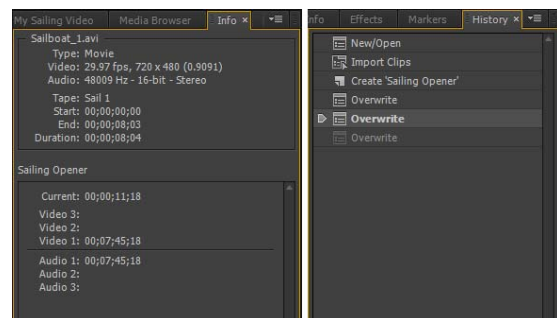 My Sailing Video Media Browser Info ×
Sailboat_1.avi
Type: Movie
Video: 29.97 fps, 720 x 480 (0.9091)
Audio: 48009 Hz - 16-bit - Stereo
Tape: Sail 1
Start: 00;00;00;00
End: 00;00;08;03
Duration: 00;00;08;04
Sailing Opener
Current: 00;00;11;18
Video 3:
Video 2:
Video 1: 00;07;45;18
Audio 1: 00;07;45;18
Audio 2:
Audio 3:
nfo Effects Markers History ×
New/Open
Import Clips
Create 'Sailing Opener'
Overwrite
Overwrite
Overwrite